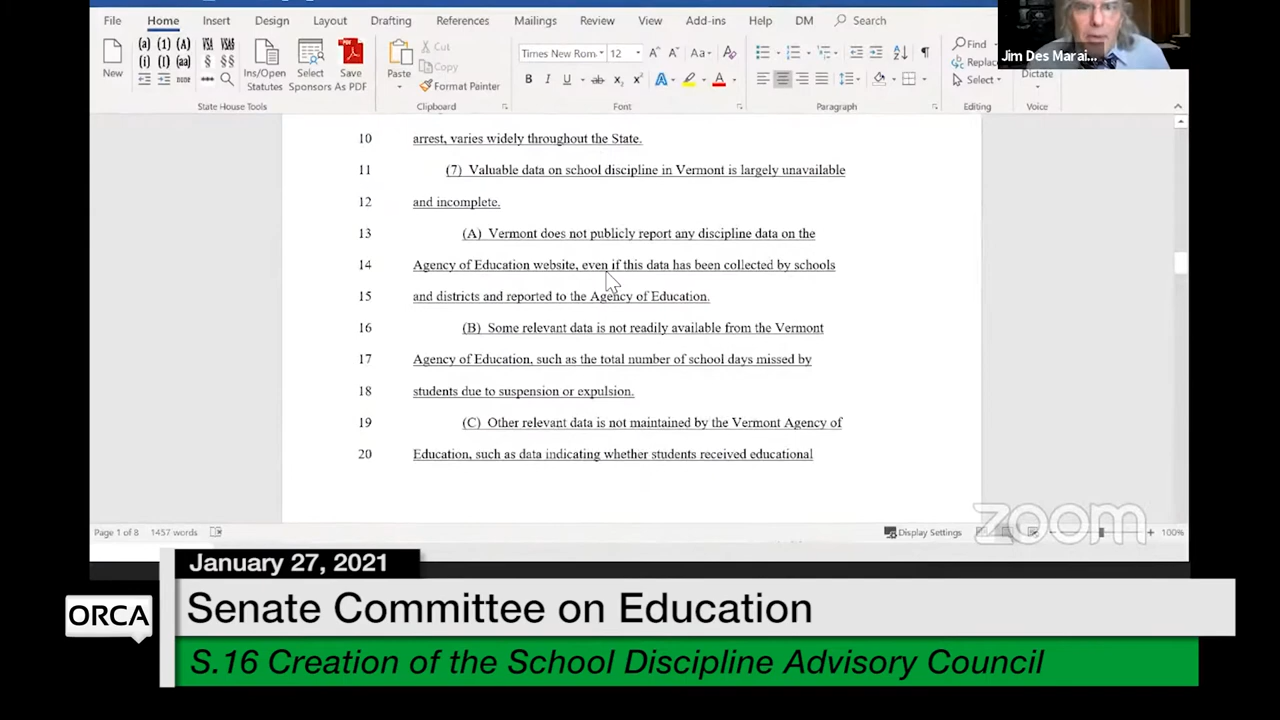 File Home Insert Design Layout Drafting References Mailings Review View Add-ins Help DM Search
New
Ins/Open Statutes
Select Sponsors
Save As PDF
State House Tools
Paste
Cut
Copy
Format Painter
Clipboard
Times New Rom 12
Font
Paragraph
Find
Replac
Select
Editing
Dictate
Voice
Jim Des Marai...
10 arrest, varies widely throughout the State.
11 (7) Valuable data on school discipline in Vermont is largely unavailable
12 and incomplete.
13 (A) Vermont does not publicly report any discipline data on the
14 Agency of Education website, even if this data has been collected by schools
15 and districts and reported to the Agency of Education.
16 (B) Some relevant data is not readily available from the Vermont
17 Agency of Education, such as the total number of school days missed by
18 students due to suspension or expulsion.
19 (C) Other relevant data is not maintained by the Vermont Agency of
20 Education, such as data indicating whether students received educational
Page 1 of 8 1457 words Display Settings 100%
zoom
January 27, 2021
ORCA
Senate Committee on Education
S.16 Creation of the School Discipline Advisory Council